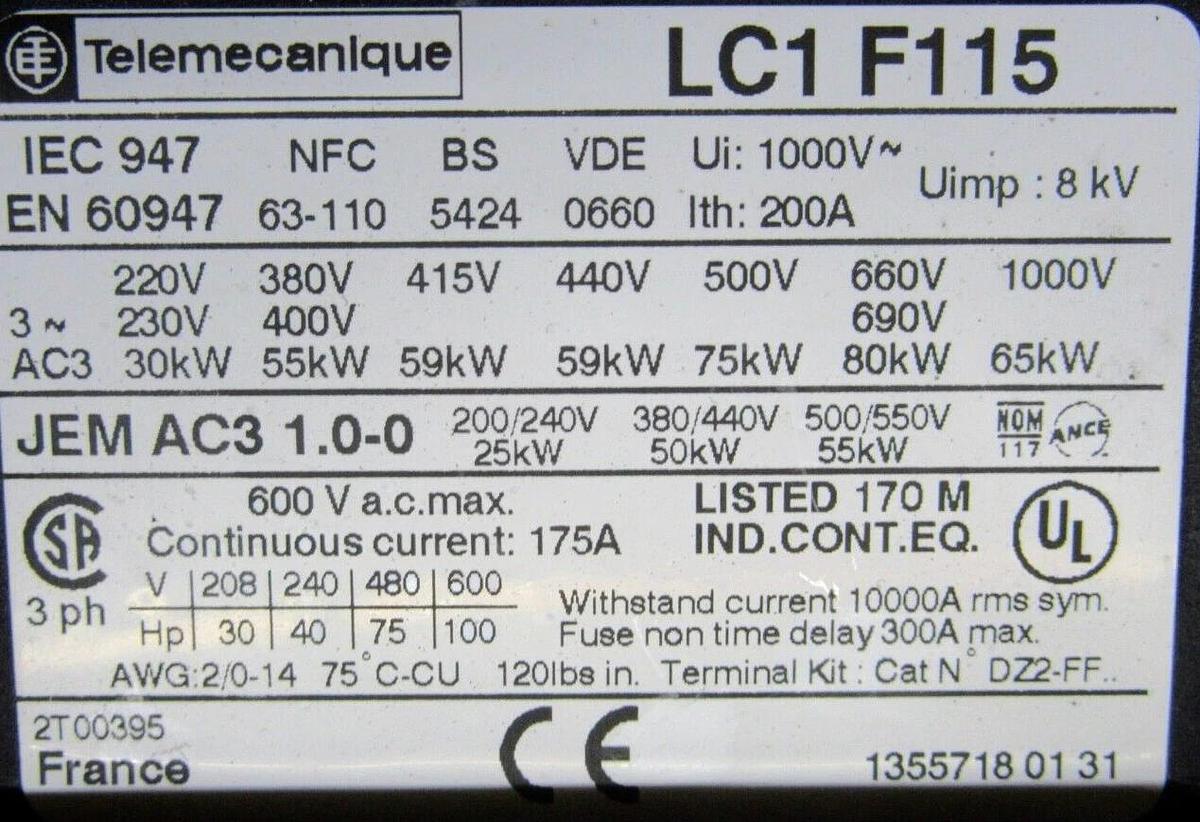 Telemecanique LC1 F115
IEC 947 NFC BS VDE Ui: 1000V~ Uimp : 8 kV
EN 60947 63-110 5424 0660 Ith: 200A
220V 380V 415V 440V 500V 660V 1000V
3 ~ 230V 400V 690V
AC3 30kW 55kW 59kW 59kW 75kW 80kW 65kW
JEM AC3 1.0-0 200/240V 380/440V 500/550V NOM ANCE
25kW 50kW 55kW 117
SA 600 V a.c.max. LISTED 170 M UL
Continuous current: 175A IND.CONT.EQ.
3 ph V 208 240 480 600 Withstand current 10000A rms sym.
Hp 30 40 75 100 Fuse non time delay 300A max.
AWG:2/0-14 75°C-CU 120lbs in. Terminal Kit : Cat N° DZ2-FF..
2T00395 CE
France 1355718 01 31